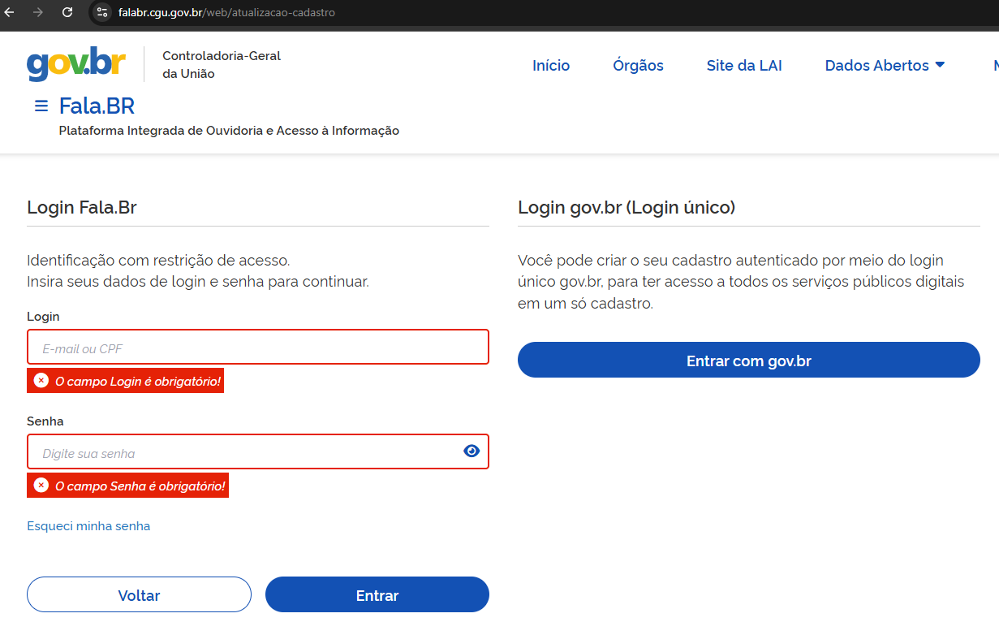 falabr.cgu.gov.br/web/atualizacao-cadastro
gov.br
Controladoria-Geral
da União
Início
Órgãos
Site da LAI
Dados Abertos
Fala.BR
Plataforma Integrada de Ouvidoria e Acesso à Informação
Login Fala.Br
Identificação com restrição de acesso.
Insira seus dados de login e senha para continuar.
Login
E-mail ou CPF
O campo Login é obrigatório!
Senha
Digite sua senha
O campo Senha é obrigatório!
Esqueci minha senha
Voltar
Entrar
Login gov.br (Login único)
Você pode criar o seu cadastro autenticado por meio do login
único gov.br, para ter acesso a todos os serviços públicos digitais
em um só cadastro.
Entrar com gov.br